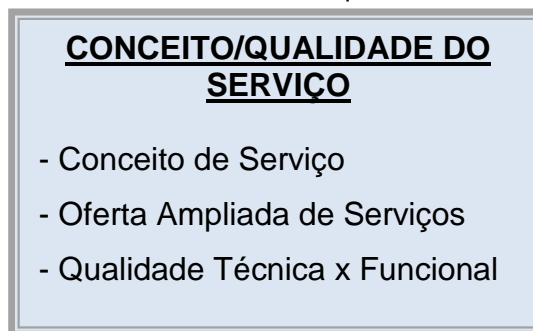 CONCEITO/QUALIDADE DO
SERVIÇO
- Conceito de Serviço
- Oferta Ampliada de Serviços
- Qualidade Técnica x Funcional